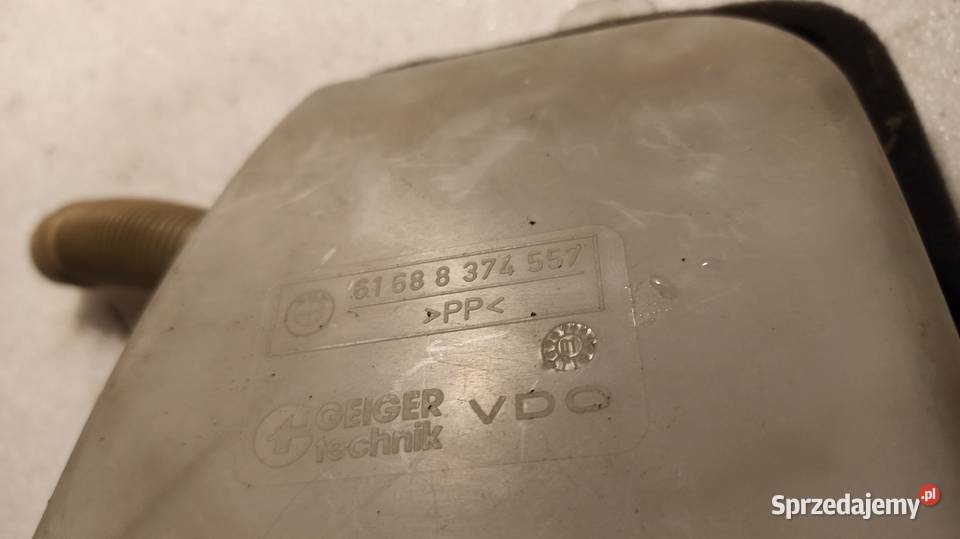 61 68 8 374 557
>PP<
GEIGER
technik
VDO
Sprzedajemy.pl